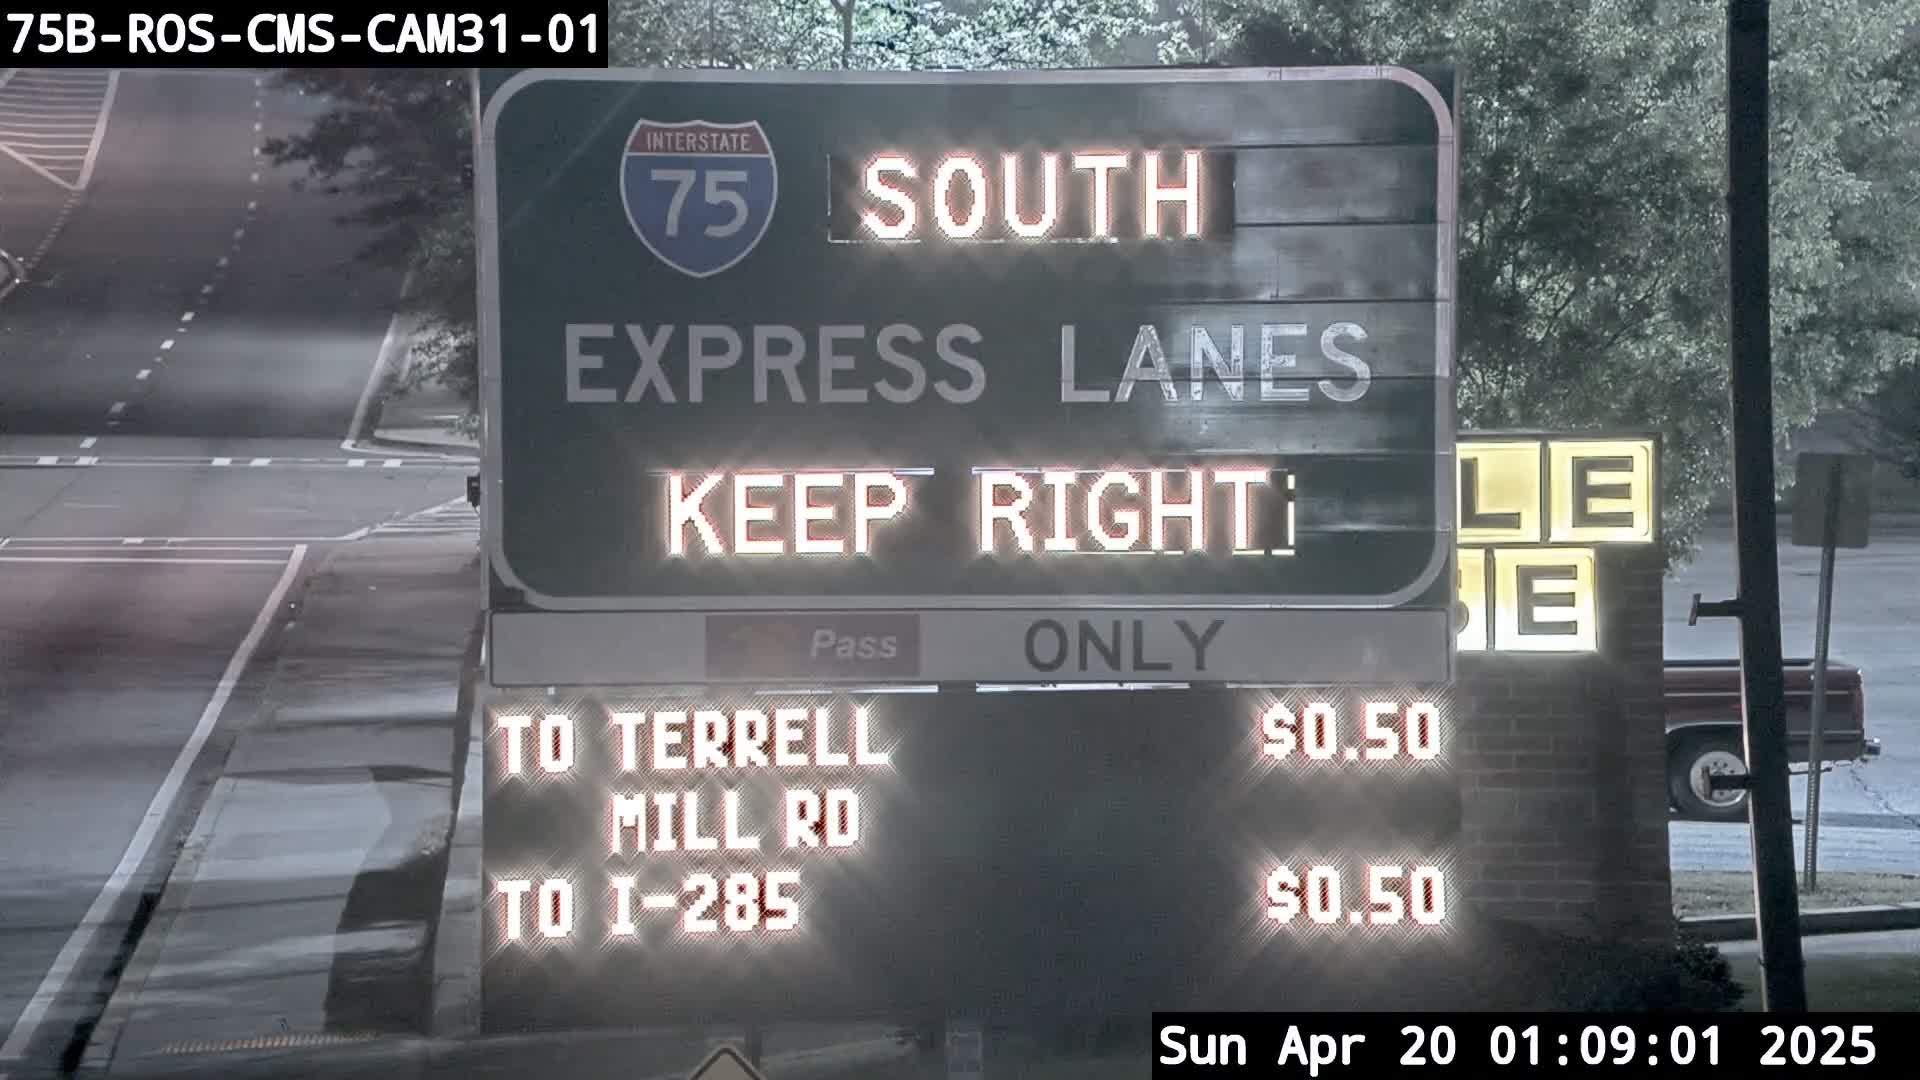 75B-ROS-CMS-CAM31-01
INTERSTATE
75
SOUTH
EXPRESS LANES
KEEP RIGHT
LE
E
Pass ONLY
TO TERRELL $0.50
MILL RD
TO I-285 $0.50
Sun Apr 20 01:09:01 2025